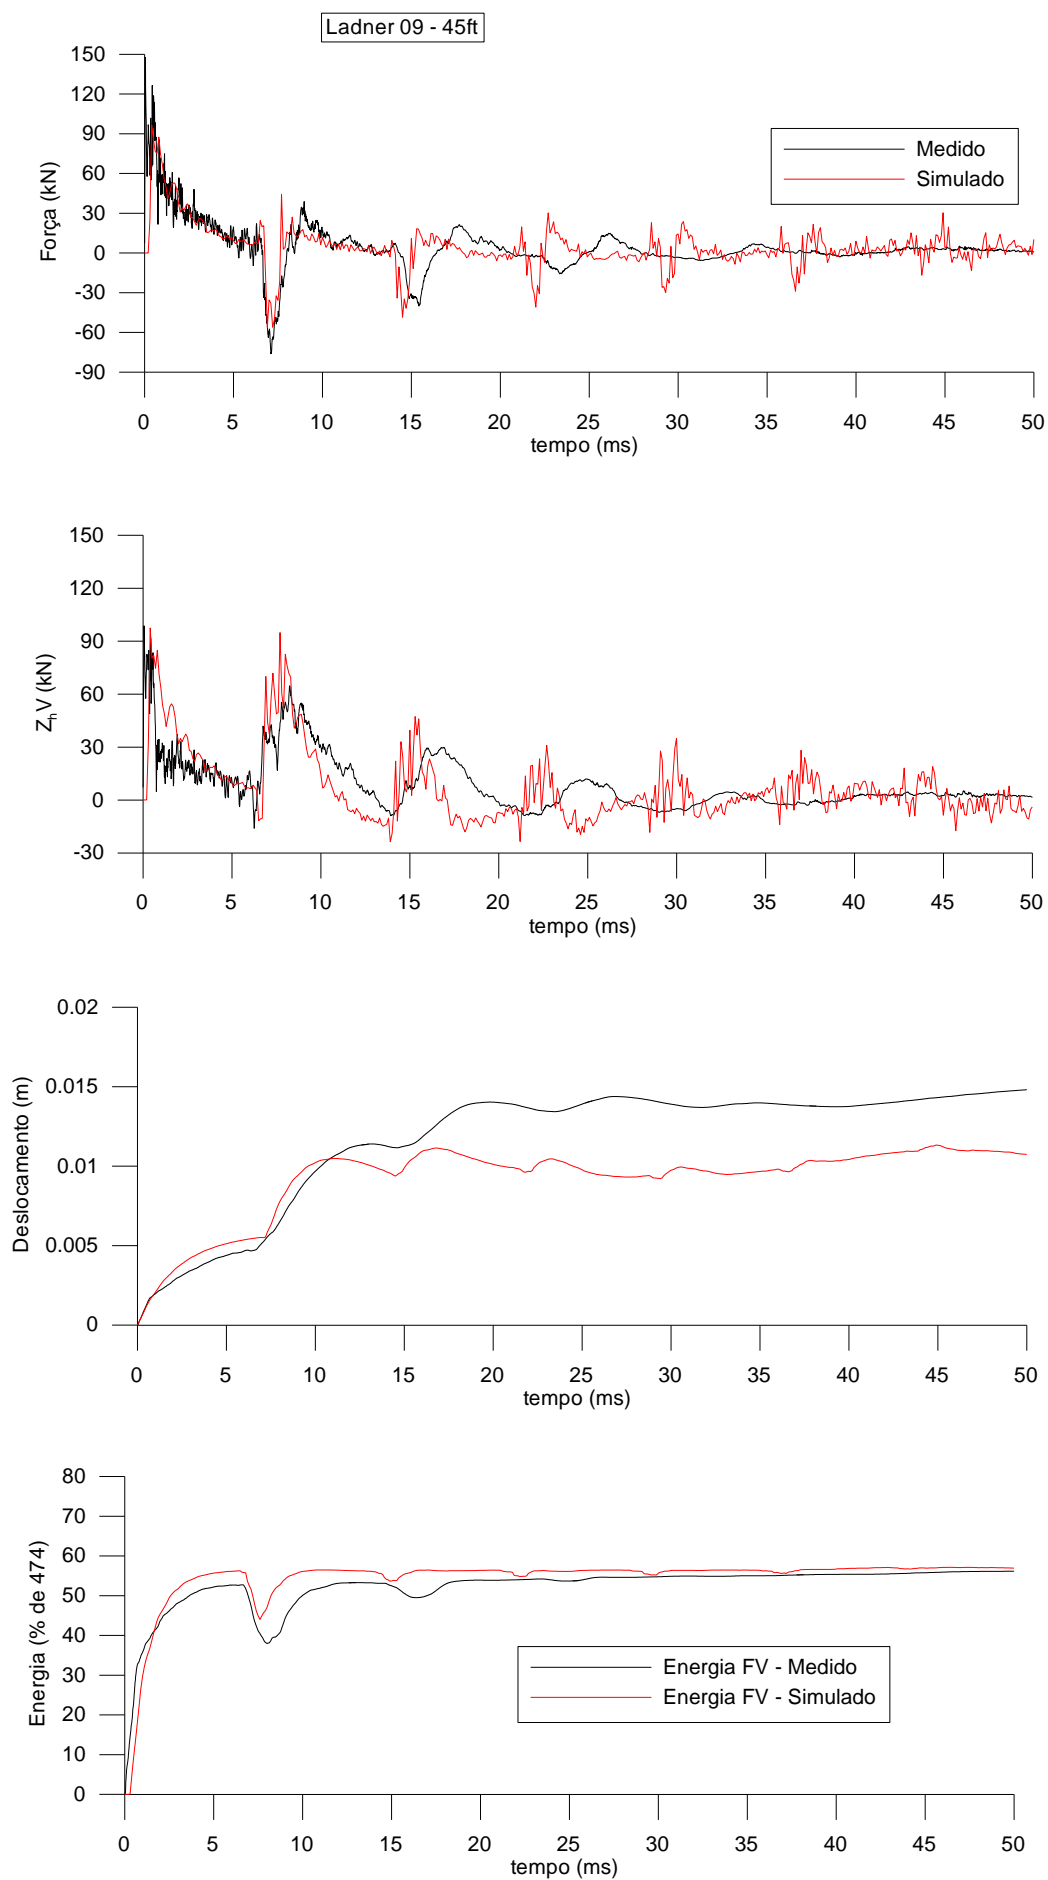 Ladner 09 - 45ft
150
120
90
60
30
0
-30
-60
-90
Força (kN)
Medido
Simulado
0 5 10 15 20 25 30 35 40 45 50
tempo (ms)
150
120
90
60
30
0
-30
ZhV (kN)
0 5 10 15 20 25 30 35 40 45 50
tempo (ms)
0.02
0.015
0.01
0.005
0
Deslocamento (m)
0 5 10 15 20 25 30 35 40 45 50
tempo (ms)
80
70
60
50
40
30
20
10
0
Energia (% de 474)
Energia FV - Medido
Energia FV - Simulado
0 5 10 15 20 25 30 35 40 45 50
tempo (ms)